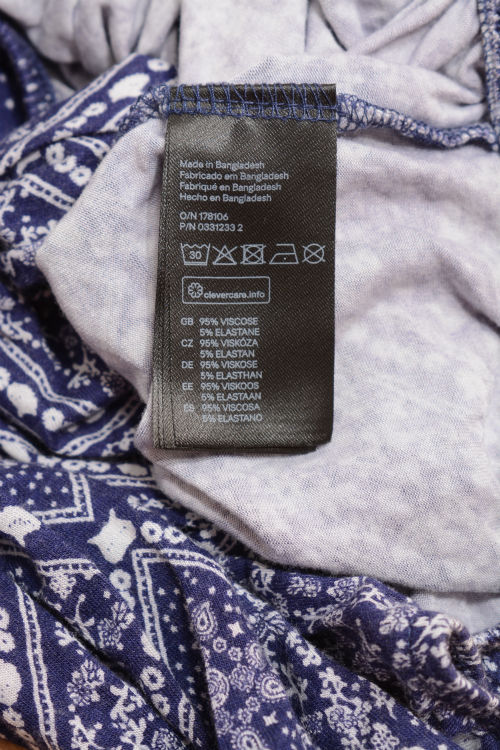 Made in Bangladesh
Fabricado em Bangladesh
Fabriqué en Bangladesh
Hecho en Bangladesh
O/N 178106
P/N 0331233 2
30
clevercare.info
GB 95% VISCOSE
5% ELASTANE
CZ 95% VISKÓZA
5% ELASTAN
DE 95% VISKOSE
5% ELASTHAN
EE 95% VISKOOS
5% ELASTAAN
ES 95% VISCOSA
5% ELASTANO